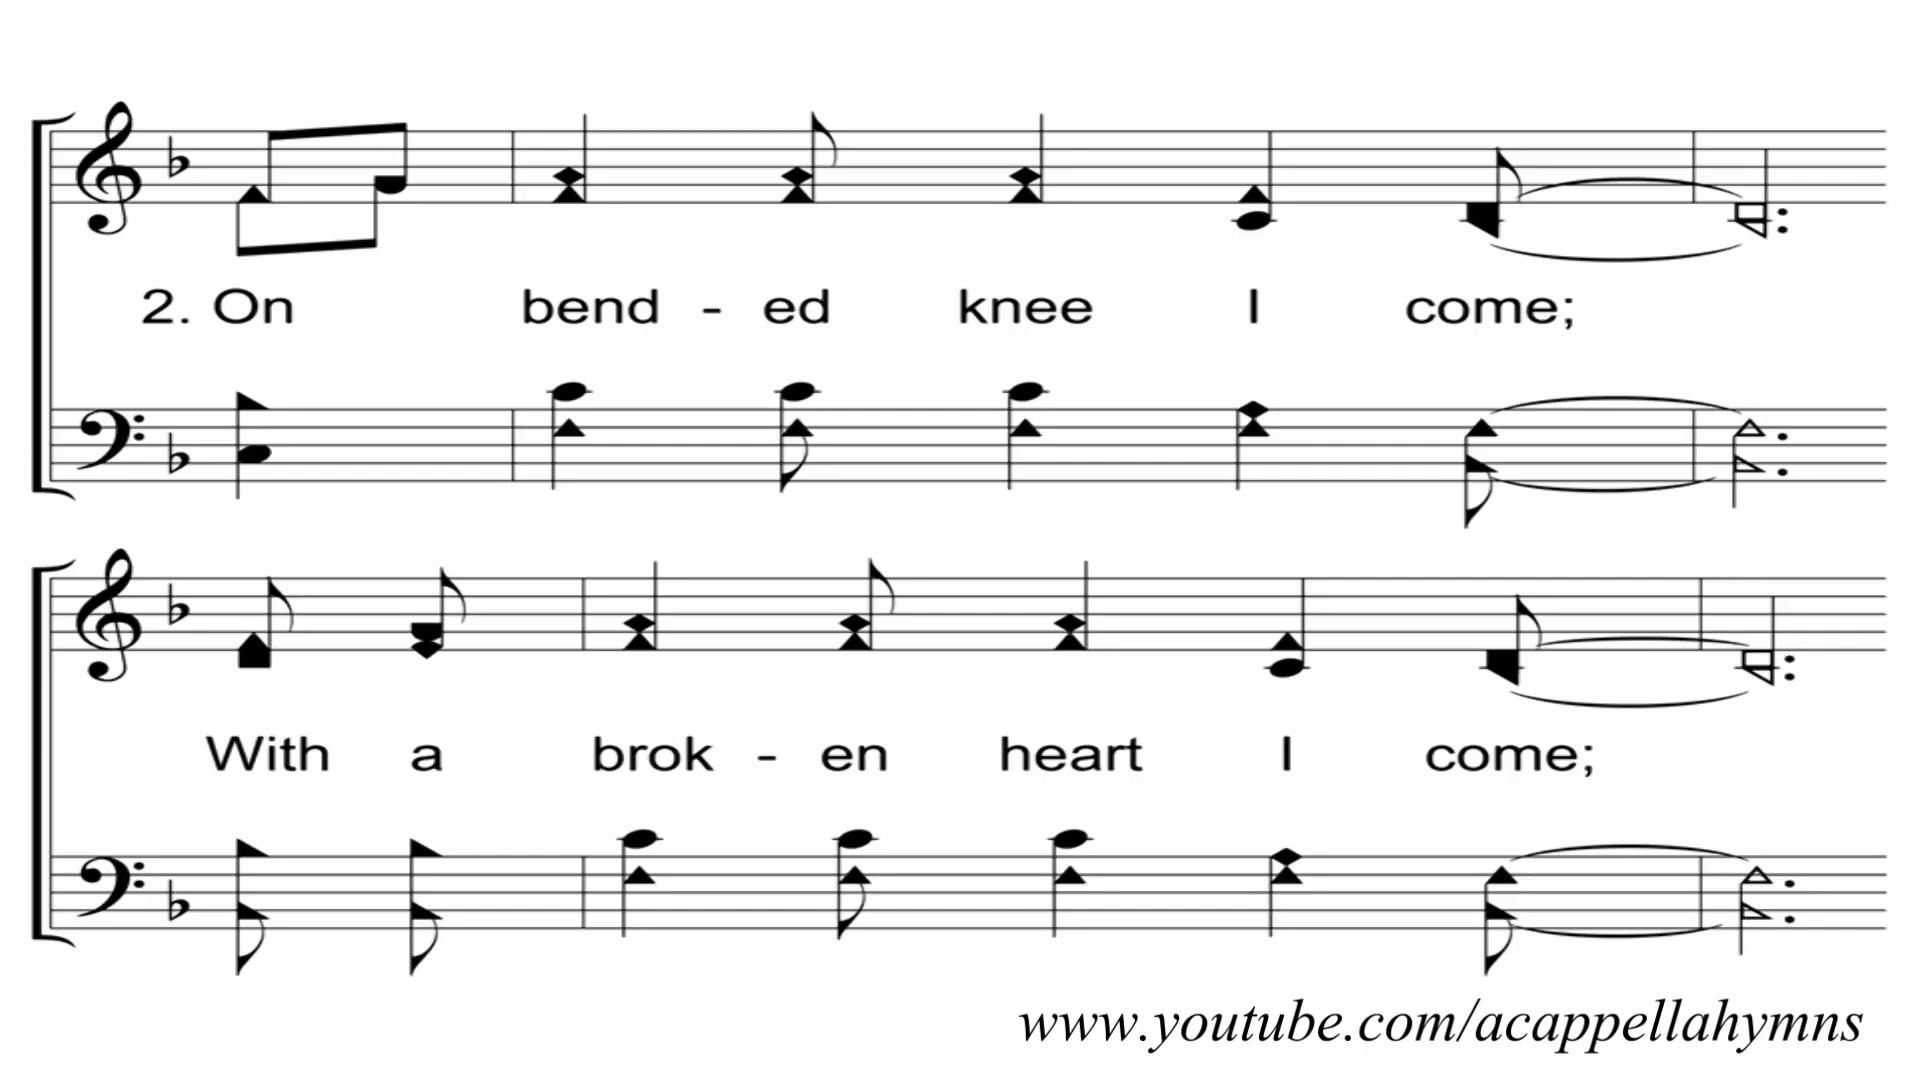 2. On bend - ed knee I come;
With a brok - en heart I come;
www.youtube.com/acappellahymns